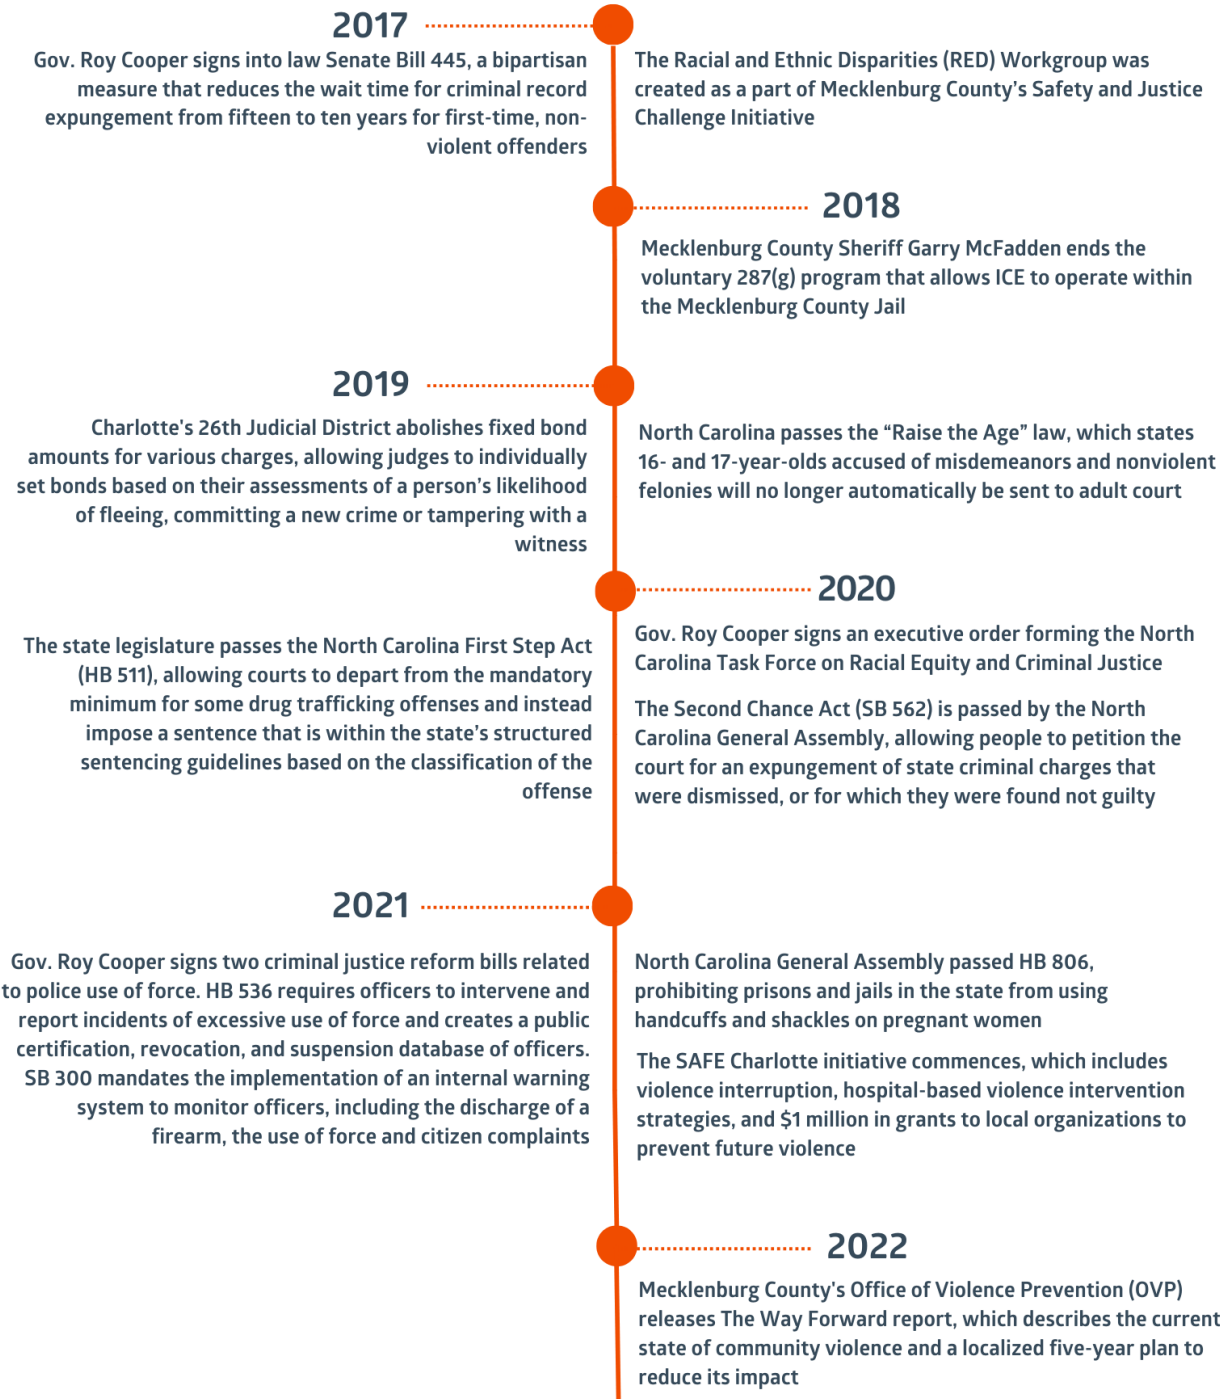 2017
Gov. Roy Cooper signs into law Senate Bill 445, a bipartisan
measure that reduces the wait time for criminal record
expungement from fifteen to ten years for first-time, non-
violent offenders
The Racial and Ethnic Disparities (RED) Workgroup was
created as a part of Mecklenburg County’s Safety and Justice
Challenge Initiative
2018
Mecklenburg County Sheriff Garry McFadden ends the
voluntary 287(g) program that allows ICE to operate within
the Mecklenburg County Jail
2019
Charlotte's 26th Judicial District abolishes fixed bond
amounts for various charges, allowing judges to individually
set bonds based on their assessments of a person’s likelihood
of fleeing, committing a new crime or tampering with a
witness
North Carolina passes the “Raise the Age” law, which states
16- and 17-year-olds accused of misdemeanors and nonviolent
felonies will no longer automatically be sent to adult court
2020
The state legislature passes the North Carolina First Step Act
(HB 511), allowing courts to depart from the mandatory
minimum for some drug trafficking offenses and instead
impose a sentence that is within the state’s structured
sentencing guidelines based on the classification of the
offense
Gov. Roy Cooper signs an executive order forming the North
Carolina Task Force on Racial Equity and Criminal Justice
The Second Chance Act (SB 562) is passed by the North
Carolina General Assembly, allowing people to petition the
court for an expungement of state criminal charges that
were dismissed, or for which they were found not guilty
2021
Gov. Roy Cooper signs two criminal justice reform bills related
to police use of force. HB 536 requires officers to intervene and
report incidents of excessive use of force and creates a public
certification, revocation, and suspension database of officers.
SB 300 mandates the implementation of an internal warning
system to monitor officers, including the discharge of a
firearm, the use of force and citizen complaints
North Carolina General Assembly passed HB 806,
prohibiting prisons and jails in the state from using
handcuffs and shackles on pregnant women
The SAFE Charlotte initiative commences, which includes
violence interruption, hospital-based violence intervention
strategies, and $1 million in grants to local organizations to
prevent future violence
2022
Mecklenburg County's Office of Violence Prevention (OVP)
releases The Way Forward report, which describes the current
state of community violence and a localized five-year plan to
reduce its impact